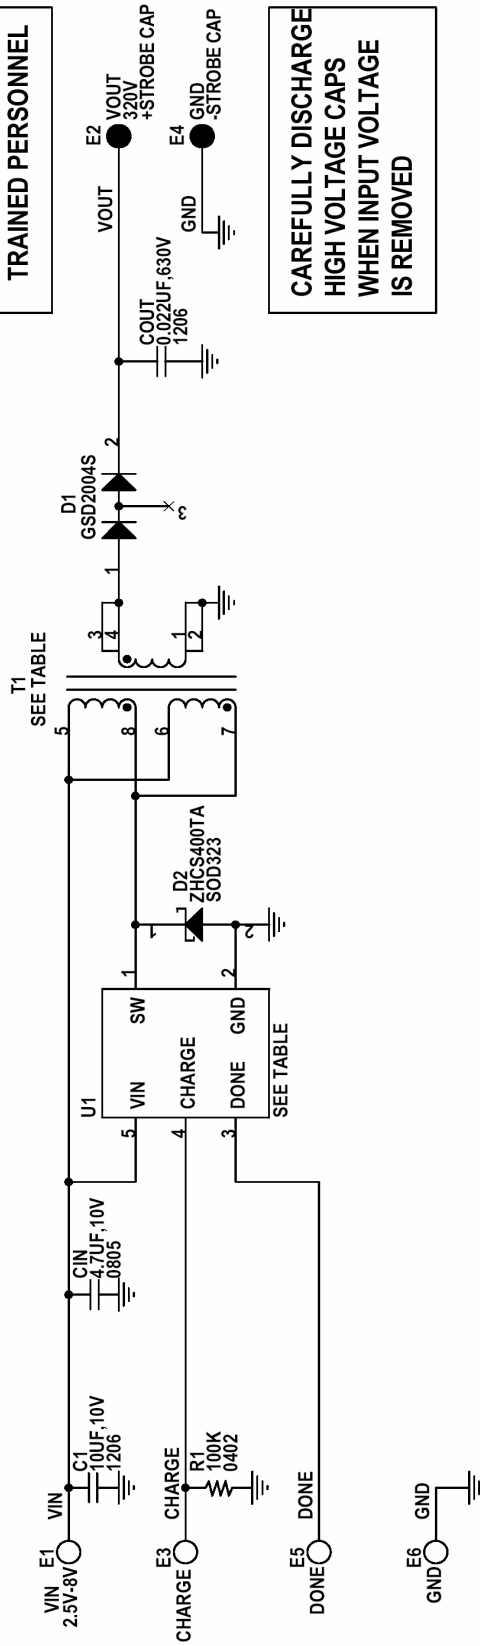 TRAINED PERSONNEL
CAREFULLY DISCHARGE
HIGH VOLTAGE CAPS
WHEN INPUT VOLTAGE
IS REMOVED
E1
VIN
2.5V-8V
VIN
C1
10UF,10V
1206
CIN
4.7UF,10V
0805
E3
CHARGE
CHARGE
R1
100K
0402
E5
DONE
DONE
E6
GND
GND
U1
5
VIN
4
CHARGE
3
DONE
SW
1
GND
2
SEE TABLE
D2
ZHCS400TA
SOD323
1
2
T1
SEE TABLE
5
8
6
7
3
4
1
2
D1
GSD2004S
1
2
3
COUT
0.022UF,630V
1206
VOUT
E2
VOUT
320V
+STROBE CAP
GND
E4
GND
-STROBE CAP